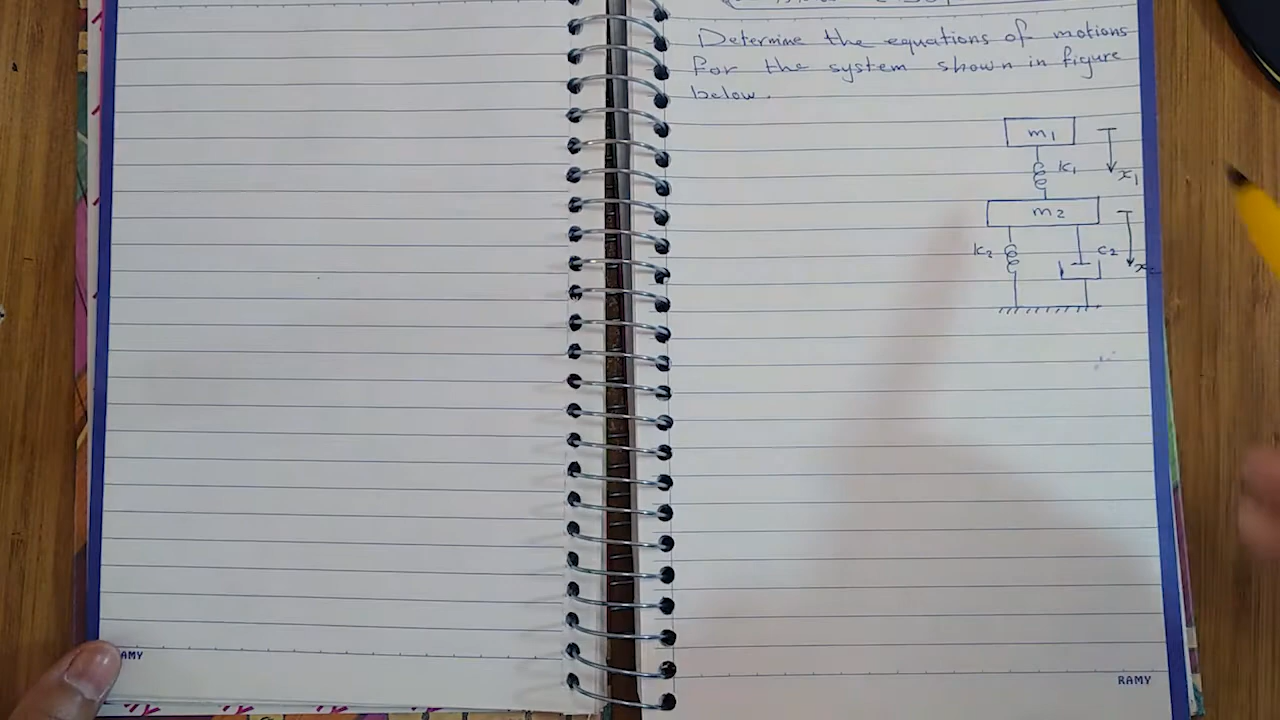 Determine the equations of motions
For the system shown in figure
below.
m1
k1
x1
m2
k2
c2
AMY
RAMY